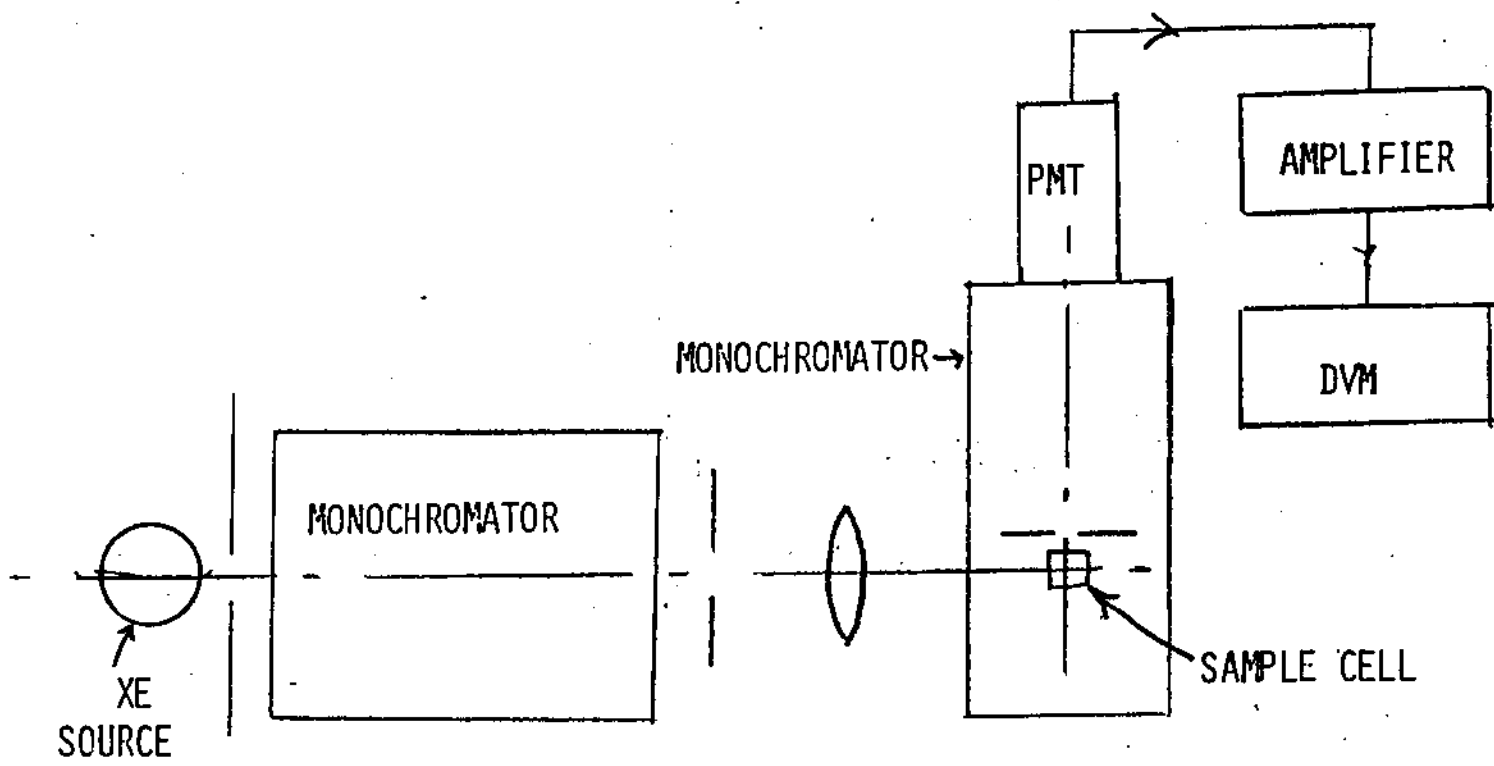 PMT
AMPLIFIER
MONOCHROMATOR
DVM
MONOCHROMATOR
SAMPLE CELL
XE
SOURCE